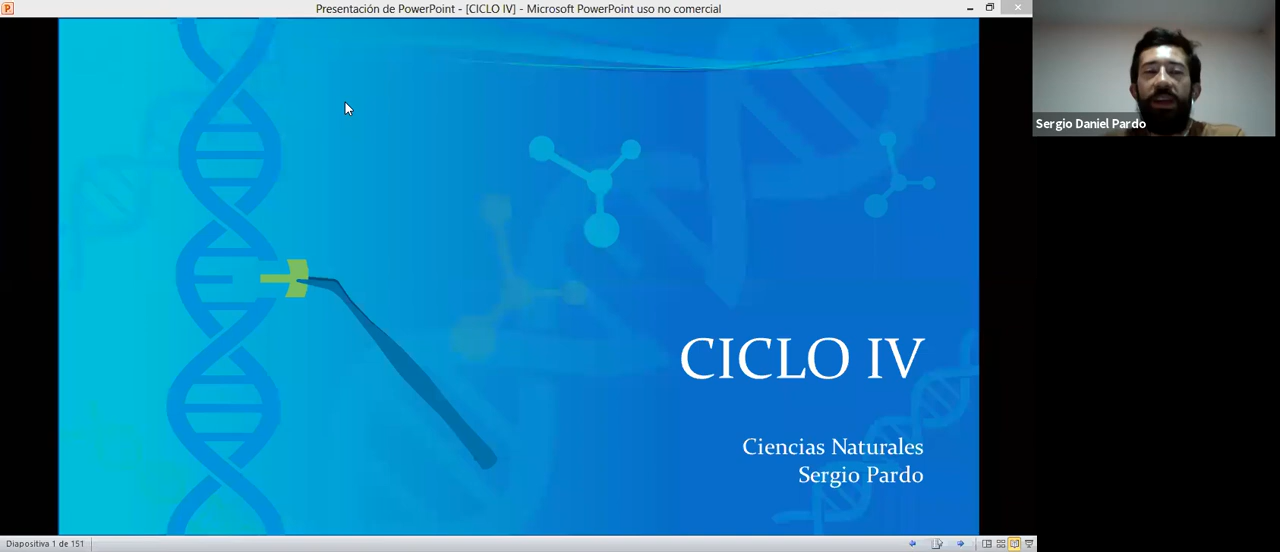 Presentación de PowerPoint - [CICLO IV] - Microsoft PowerPoint uso no comercial
Sergio Daniel Pardo
CICLO IV
Ciencias Naturales
Sergio Pardo
Diapositiva 1 de 151